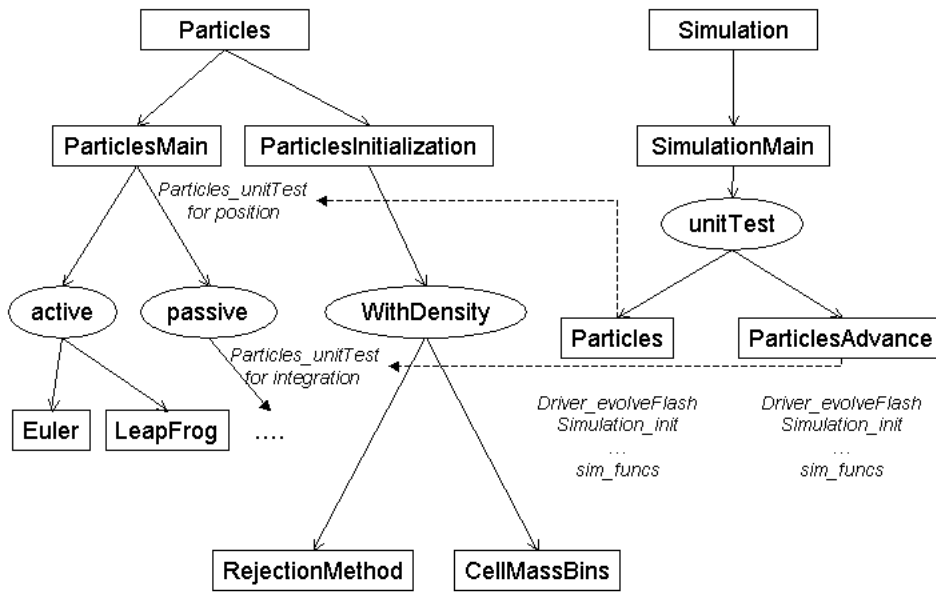 Particles
Simulation
ParticlesMain
ParticlesInitialization
SimulationMain
Particles_unitTest
for position
unitTest
active
passive
WithDensity
Particles
ParticlesAdvance
Particles_unitTest
for integration
Driver_evolveFlash
Simulation_init
...
sim_funcs
Driver_evolveFlash
Simulation_init
...
sim_funcs
Euler
LeapFrog
....
RejectionMethod
CellMassBins